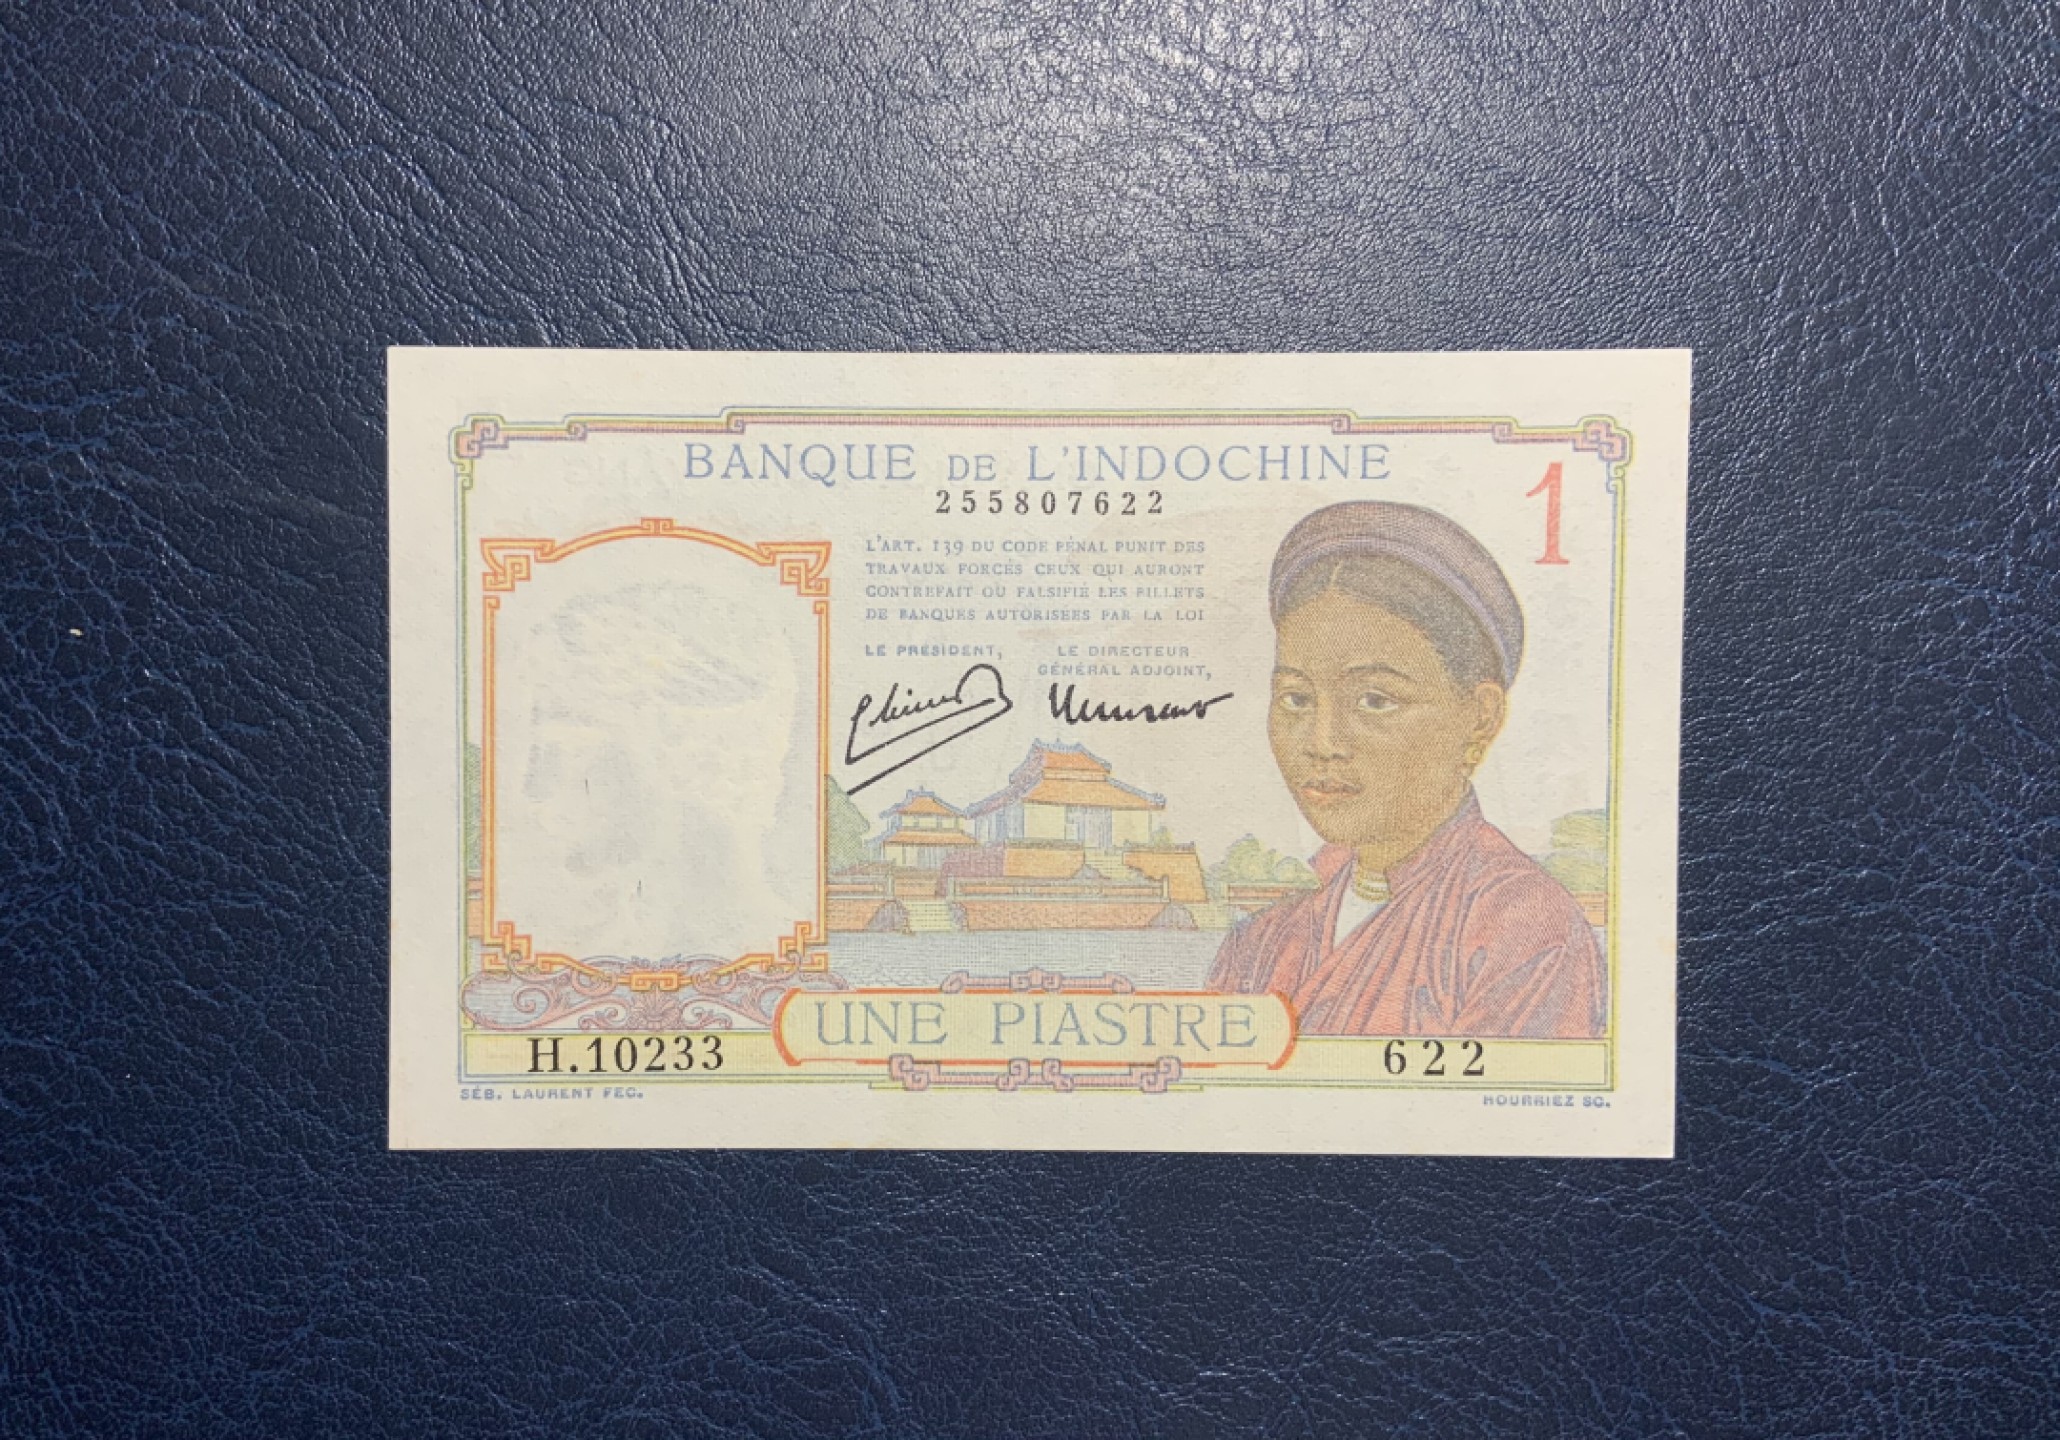 BANQUE DE L'INDOCHINE
255807622
1
L'ART. 139 DU CODE PÉNAL PUNIT DES
TRAVAUX FORCÉS CEUX QUI AURONT
CONTREFAIT OU FALSIFIÉ LES BILLETS
DE BANQUES AUTORISÉES PAR LA LOI
LE PRÉSIDENT,
LE DIRECTEUR
GÉNÉRAL ADJOINT,
UNE PIASTRE
H.10233
622
SÉB. LAURENT FEC.
HOURRIEZ SC.